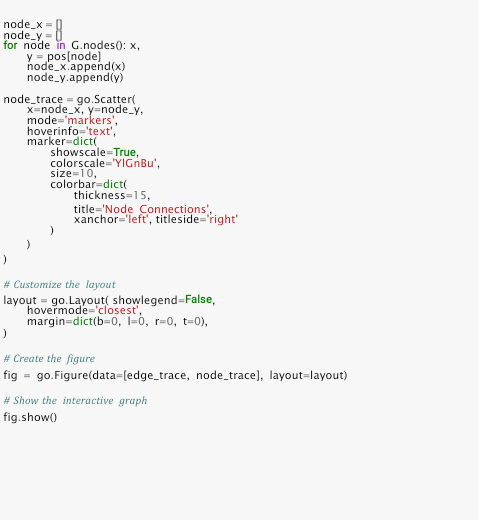 node_x = []
node_y = []
for node in G.nodes(): x,
y = pos[node]
node_x.append(x)
node_y.append(y)
node_trace = go.Scatter(
x=node_x, y=node_y,
mode='markers',
hoverinfo='text',
marker=dict(
showscale=True,
colorscale='YlGnBu',
size=10,
colorbar=dict(
thickness=15,
title='Node Connections',
xanchor='left', titleside='right'
)
)
)
# Customize the layout
layout = go.Layout( showlegend=False,
hovermode='closest',
margin=dict(b=0, l=0, r=0, t=0),
)
# Create the figure
fig = go.Figure(data=[edge_trace, node_trace], layout=layout)
# Show the interactive graph
fig.show()